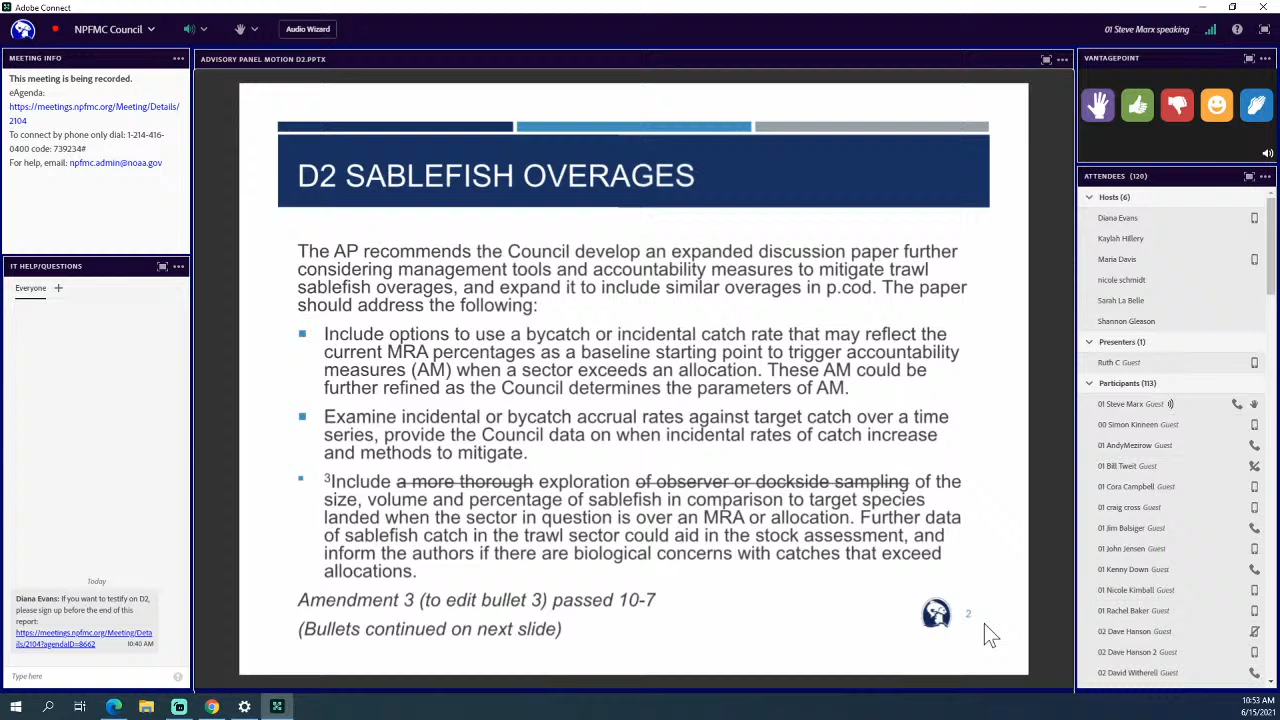 Adobe Connect
NPFMC Council
Audio Wizard
01 Steve Marx speaking
MEETING INFO
This meeting is being recorded.
eAgenda:
https://meetings.npfmc.org/Meeting/Details/
2104
To connect by phone only dial: 1-214-416-
0400 code: 739234#
For help, email: npfmc.admin@noaa.gov
IT HELP/QUESTIONS
Everyone
Today
Diana Evans: If you want to testify on D2,
please sign up before the end of this
report:
https://meetings.npfmc.org/Meeting/Deta
ils/2104?agendaID=8662
10:40 AM
Type here
ADVISORY PANEL MOTION D2.PPTX
D2 SABLEFISH OVERAGES
The AP recommends the Council develop an expanded discussion paper further
considering management tools and accountability measures to mitigate trawl
sablefish overages, and expand it to include similar overages in p.cod. The paper
should address the following:
Include options to use a bycatch or incidental catch rate that may reflect the
current MRA percentages as a baseline starting point to trigger accountability
measures (AM) when a sector exceeds an allocation. These AM could be
further refined as the Council determines the parameters of AM.
Examine incidental or bycatch accrual rates against target catch over a time
series, provide the Council data on when incidental rates of catch increase
and methods to mitigate.
3Include a more thorough exploration of observer or dockside sampling of the
size, volume and percentage of sablefish in comparison to target species
landed when the sector in question is over an MRA or allocation. Further data
of sablefish catch in the trawl sector could aid in the stock assessment, and
inform the authors if there are biological concerns with catches that exceed
allocations.
Amendment 3 (to edit bullet 3) passed 10-7
(Bullets continued on next slide)
2
VANTAGEPOINT
ATTENDEES (120)
Hosts (6)
Diana Evans
Kaylah Hillery
Maria Davis
nicole schmidt
Sarah La Belle
Shannon Gleason
Presenters (1)
Ruth C Guest
Participants (113)
01 Steve Marx Guest
00 Simon Kinneen Guest
01 AndyMezirow Guest
01 Bill Tweit Guest
01 Cora Campbell Guest
01 craig cross Guest
01 Jim Balsiger Guest
01 John Jensen Guest
01 Kenny Down Guest
01 Nicole Kimball Guest
01 Rachel Baker Guest
02 Dave Hanson Guest
02 Dave Hanson 2 Guest
02 David Witherell Guest
10:53 AM
6/15/2021